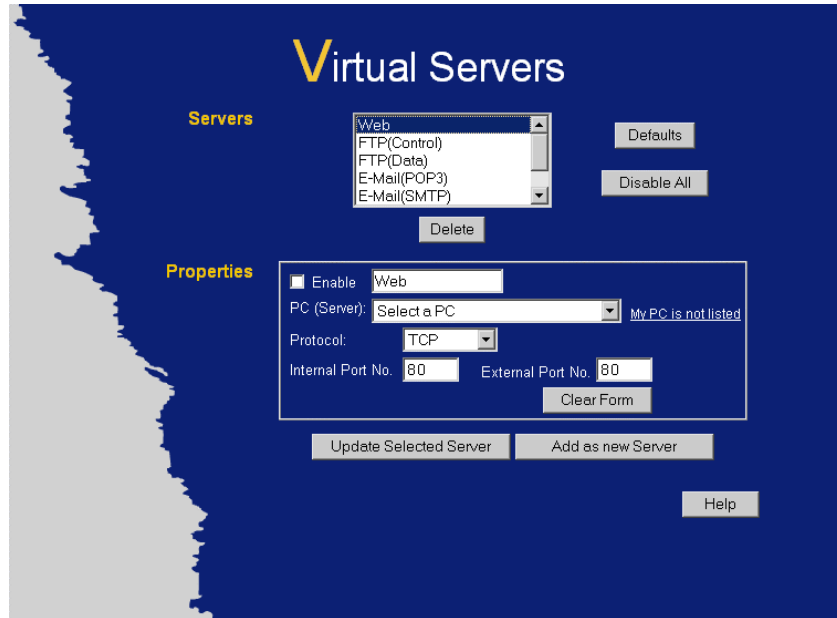 Virtual Servers
Servers
Web
FTP(Control)
FTP(Data)
E-Mail(POP3)
E-Mail(SMTP)
Defaults
Disable All
Delete
Properties
Enable Web
PC (Server): Select a PC My PC is not listed
Protocol: TCP
Internal Port No. 80 External Port No. 80
Clear Form
Update Selected Server Add as new Server
Help